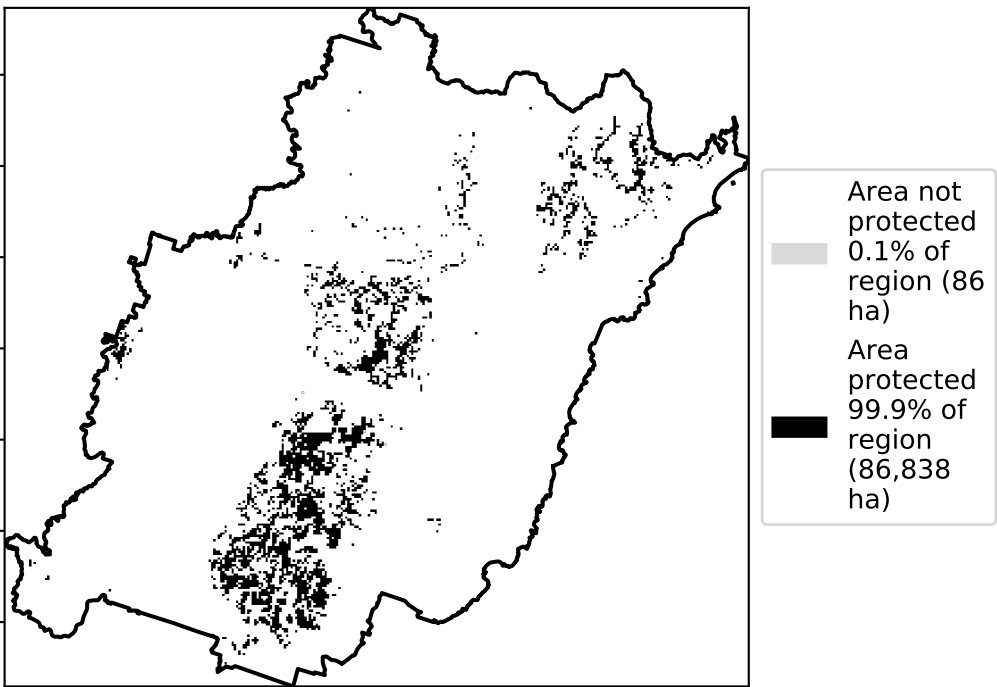 Area not
protected
0.1% of
region (86
ha)
Area
protected
99.9% of
region
(86,838
ha)